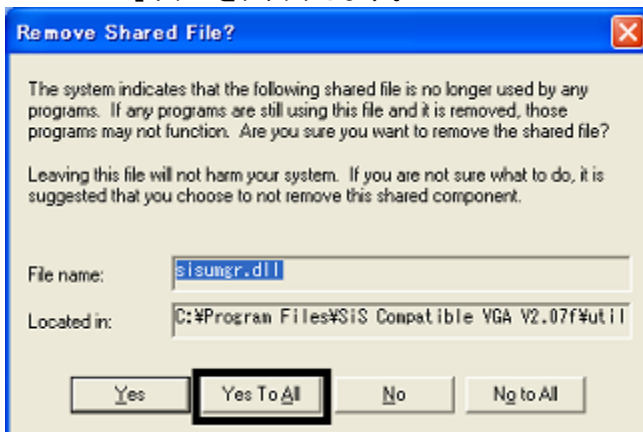 Remove Shared File?
The system indicates that the following shared file is no longer used by any
programs. If any programs are still using this file and it is removed, those
programs may not function. Are you sure you want to remove the shared file?
Leaving this file will not harm your system. If you are not sure what to do, it is
suggested that you choose to not remove this shared component.
File name: sisumgr.dll
Located in: C:¥Program Files¥SiS Compatible VGA V2.07f¥util
Yes Yes To All No No to All